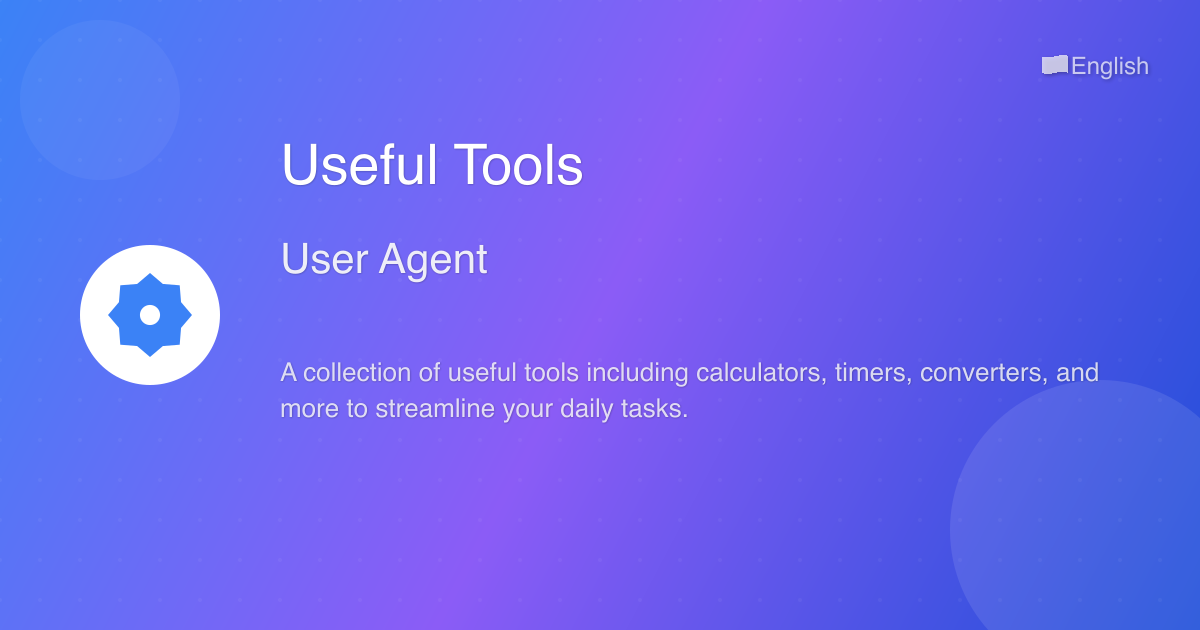 English
Useful Tools
User Agent
A collection of useful tools including calculators, timers, converters, and
more to streamline your daily tasks.